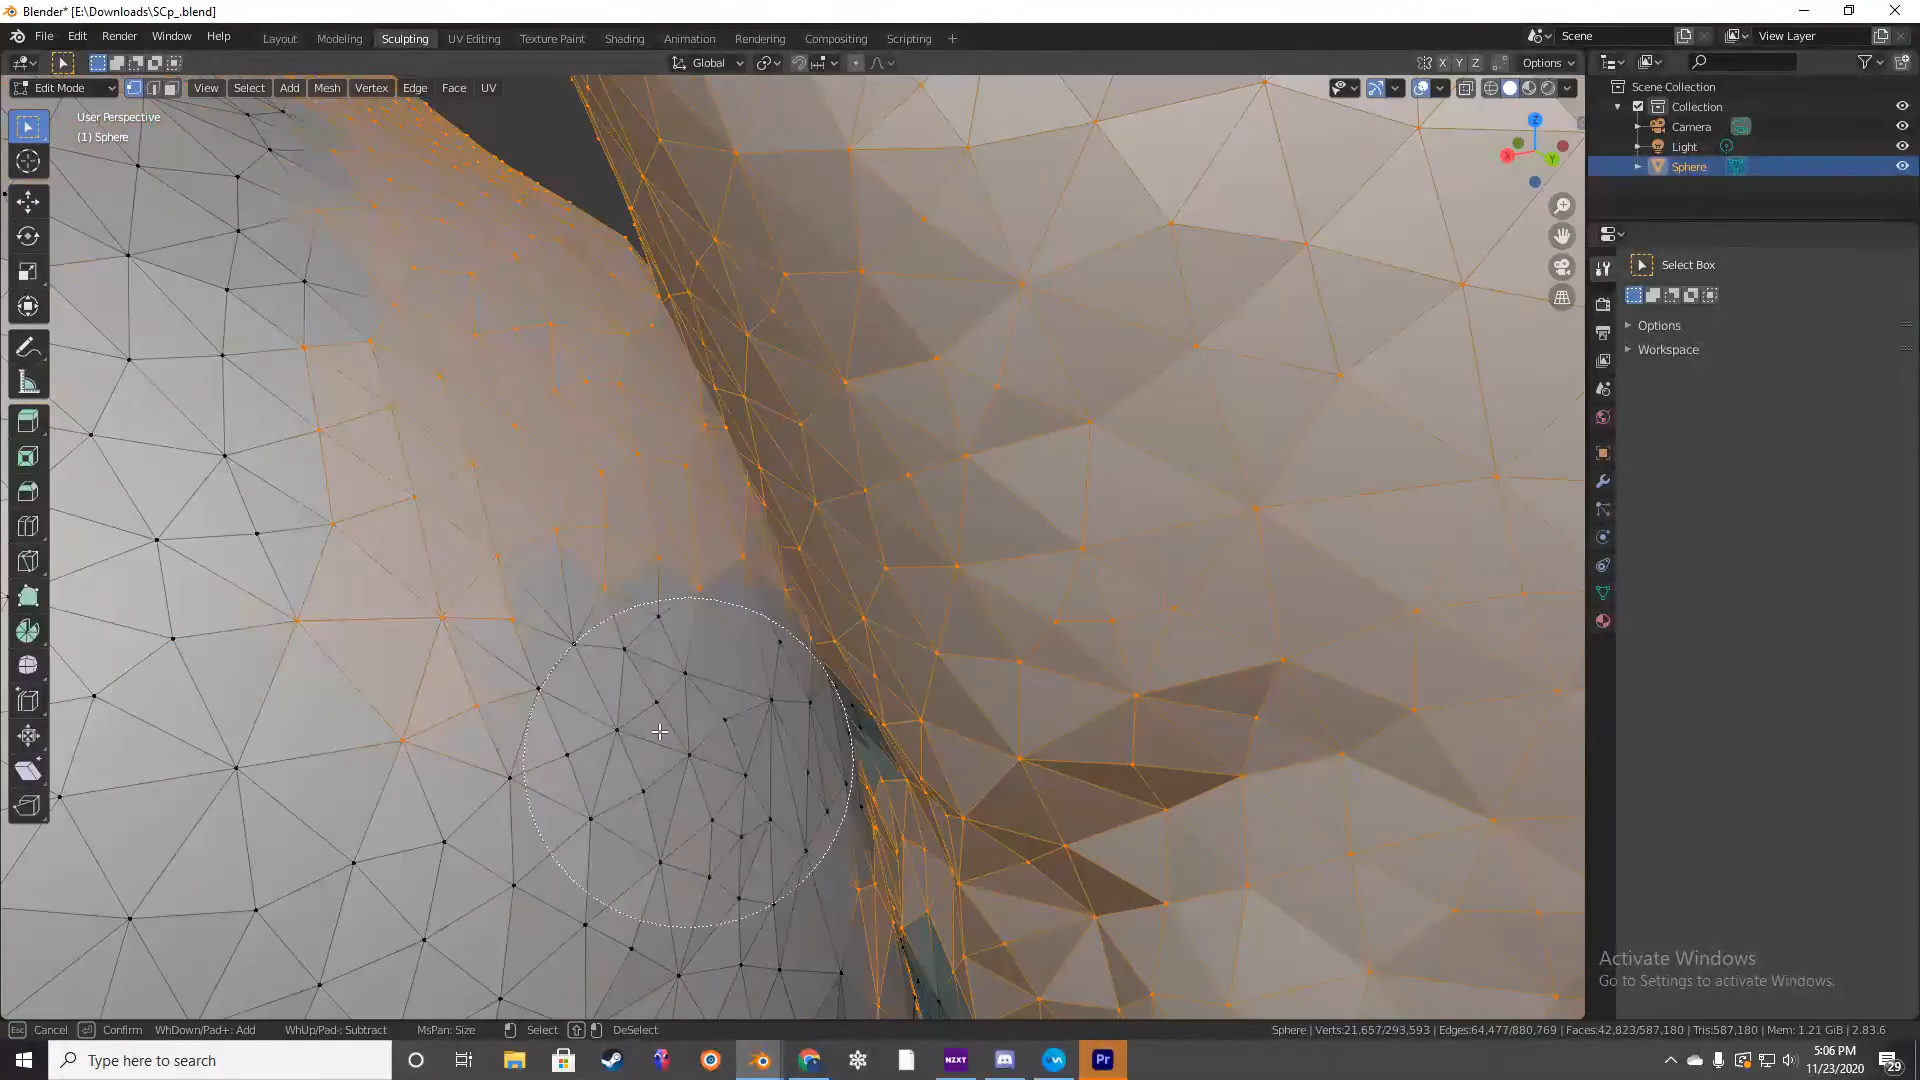 Blender* [E:\Downloads\SCp_.blend]
File Edit Render Window Help
Layout Modeling Sculpting UV Editing Texture Paint Shading Animation Rendering Compositing Scripting
Scene
View Layer
Global
X Y Z
Options
Edit Mode
View Select Add Mesh Vertex Edge Face UV
User Perspective
(1) Sphere
Z
X
Y
Scene Collection
Collection
Camera
Light
Sphere
Select Box
Options
Workspace
Activate Windows
Go to Settings to activate Windows.
Esc Cancel Confirm WhDown/Pad+: Add WhUp/Pad-: Subtract MsPan: Size Select DeSelect
Sphere | Verts:21,657/293,593 | Edges:64,477/880,769 | Faces:42,823/587,180 | Tris:587,180 | Mem: 1.21 GiB | 2.83.6
Type here to search
NZXT
Pr
5:06 PM
11/23/2020
29